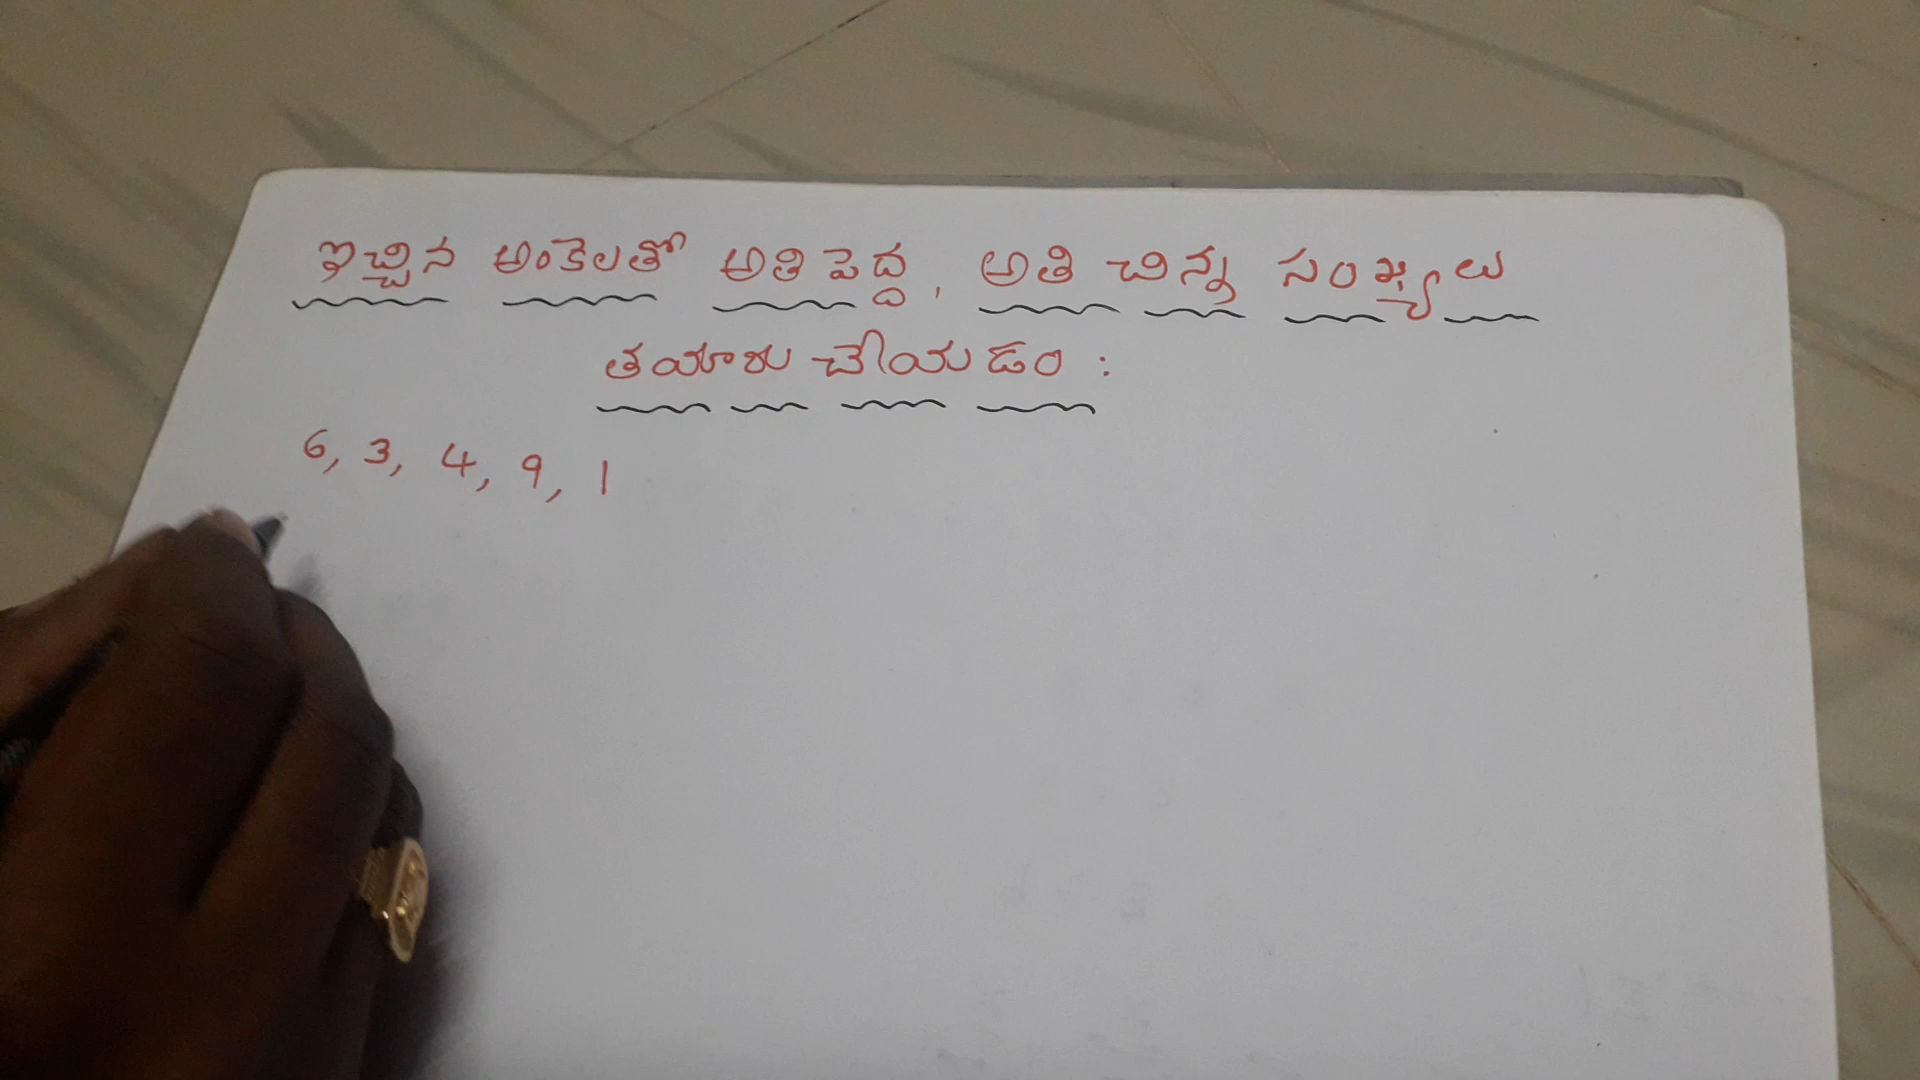 ఇచ్చిన అంకెలతో అతి పెద్ద, అతి చిన్న సంఖ్యలు
తయారు చేయడం :
6, 3, 4, 9, 1